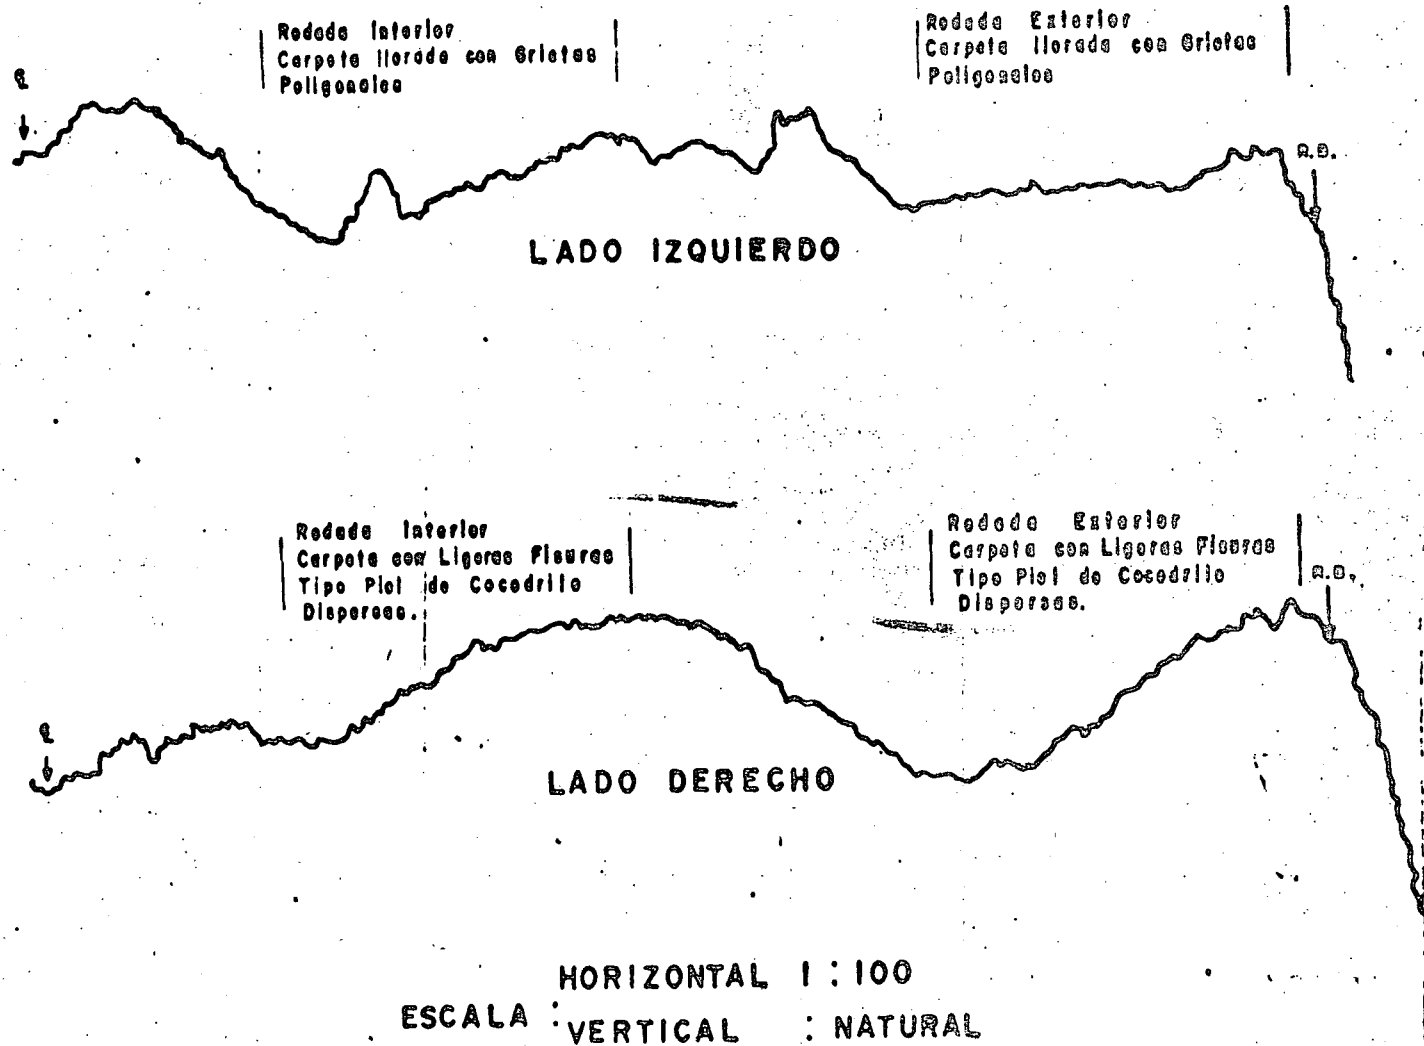 Rodada Interior
Carpeta llorada con Grietas
Poligonales
Rodada Exterior
Carpeta llorada con Grietas
Poligonales
LADO IZQUIERDO
Rodada Interior
Carpeta con Ligeras Fisuras
Tipo Piel de Cocodrilo
Dispersas.
Rodada Exterior
Carpeta con Ligeras Fisuras
Tipo Piel de Cocodrilo
Dispersas.
LADO DERECHO
HORIZONTAL 1 : 100
ESCALA :
VERTICAL : NATURAL